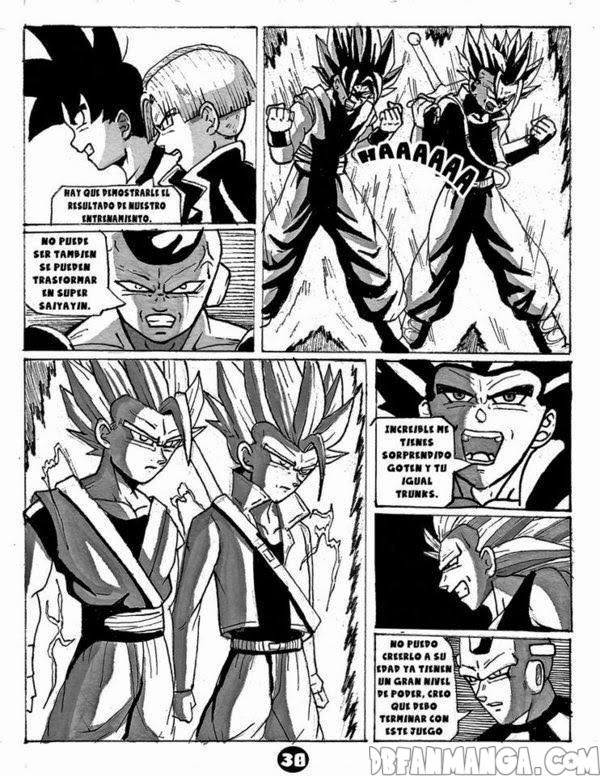 HAY QUE DEMOSTRARLE EL
RESULTADO DE NUESTRO
ENTRENAMIENTO.
HAAAAAA
NO PUEDE
SER TAMBIEN
SE PUEDEN
TRASFORMAR
EN SUPER
SAIYAYIN.
INCREIBLE ME
TIENES
SORPRENDIDO
GOTEN Y TU
IGUAL
TRUNKS.
NO PUEDO
CREERLO A SU
EDAD YA TIENEN
UN GRAN NIVEL
DE PODER, CREO
QUE DEBO
TERMINAR CON
ESTE JUEGO
38
DBFANMANGA.COM